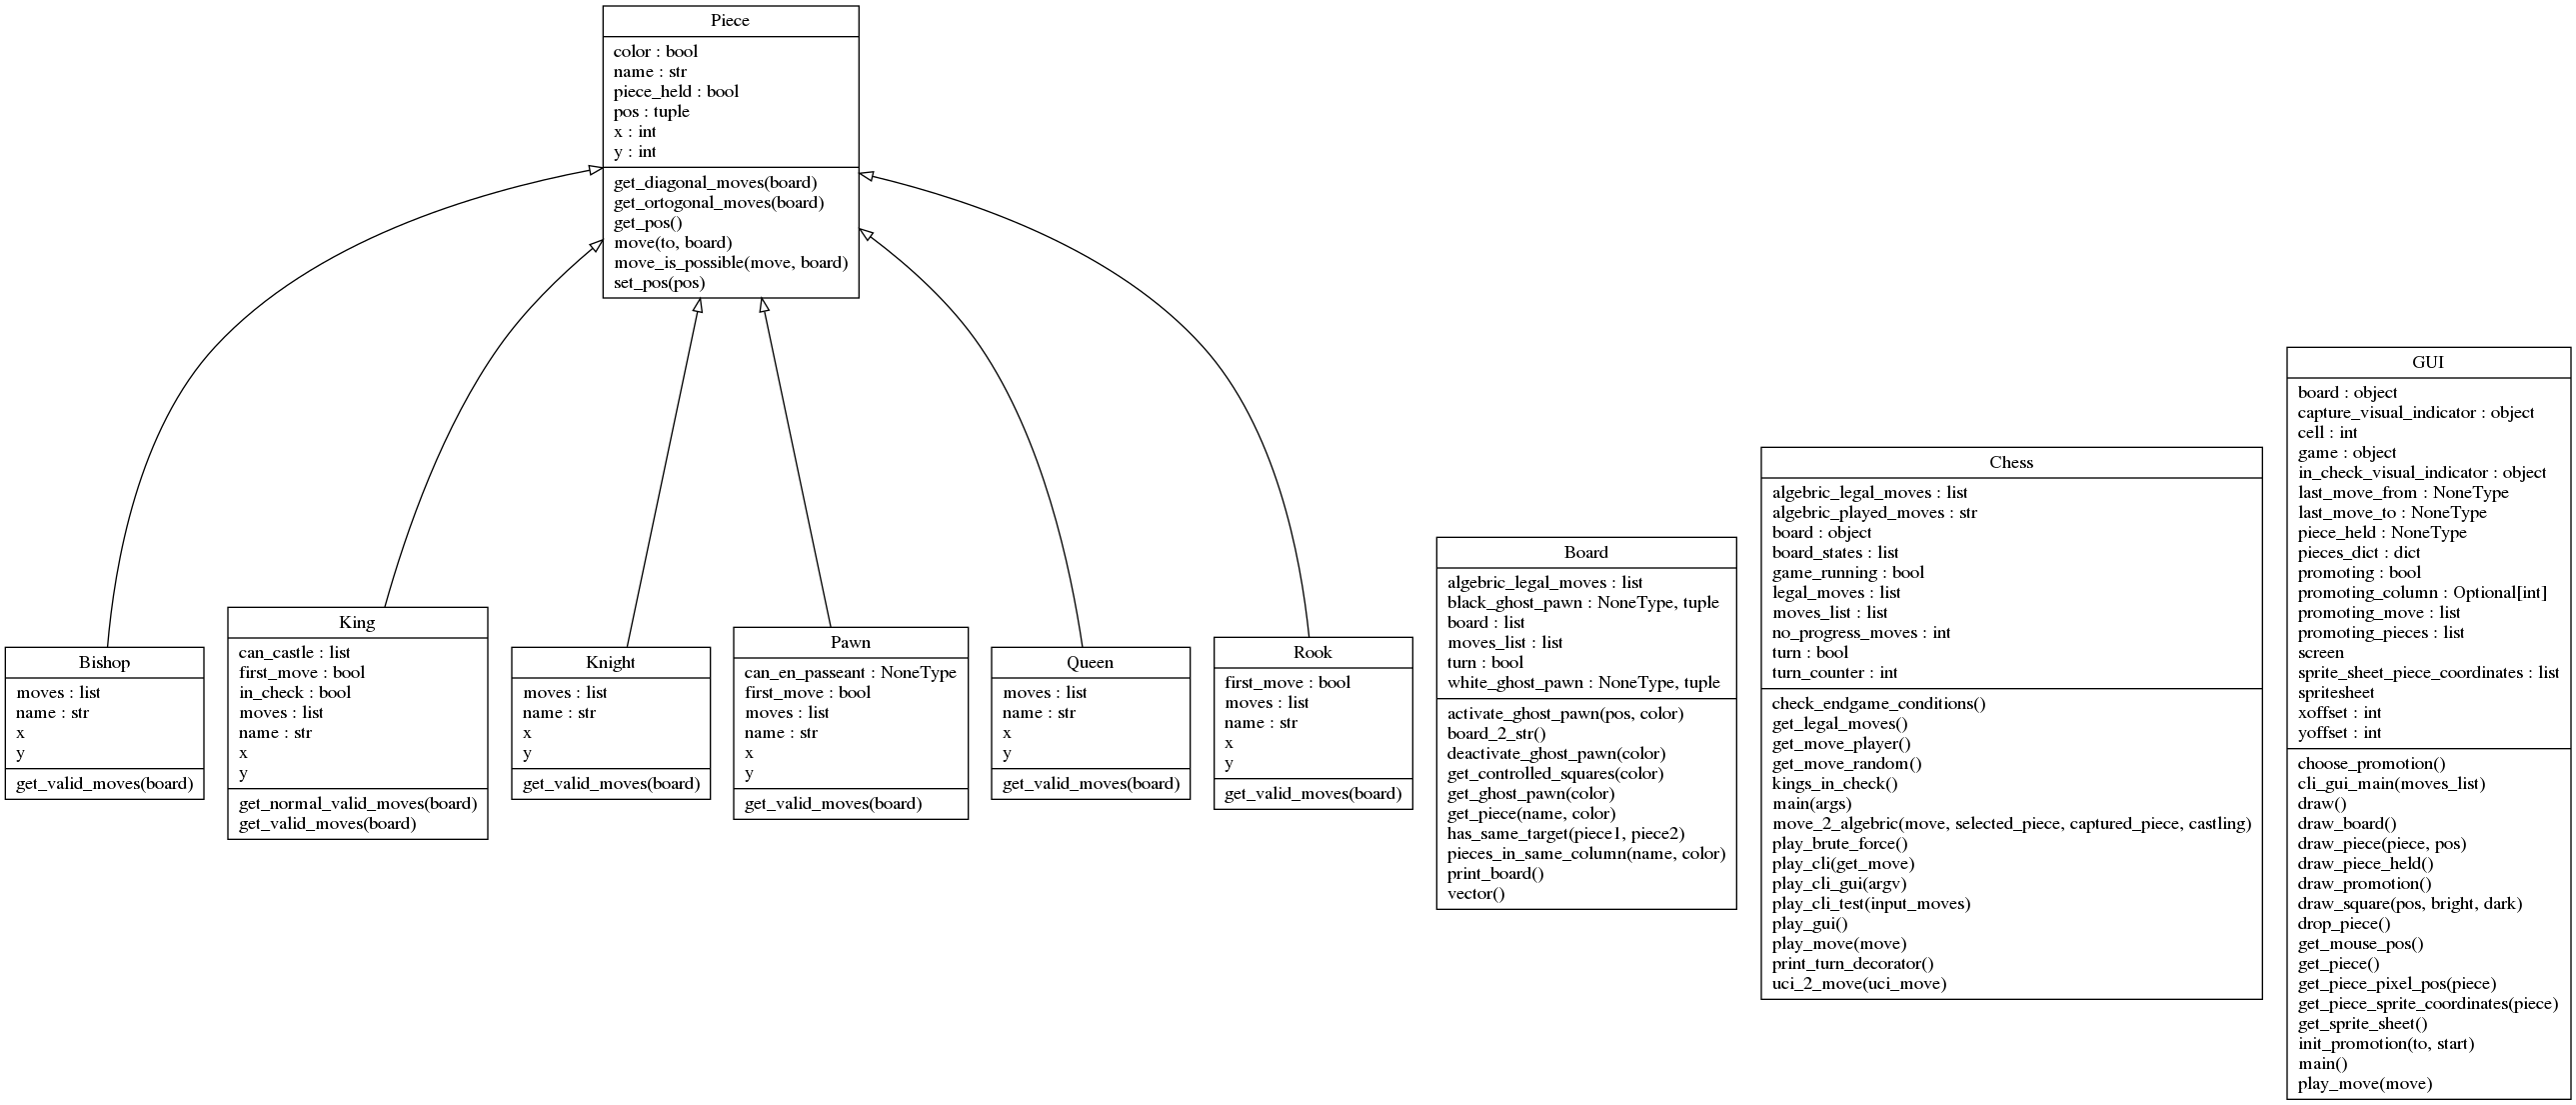 Piece
color : bool
name : str
piece_held : bool
pos : tuple
x : int
y : int
get_diagonal_moves(board)
get_ortogonal_moves(board)
get_pos()
move(to, board)
move_is_possible(move, board)
set_pos(pos)
Bishop
moves : list
name : str
x
y
get_valid_moves(board)
King
can_castle : list
first_move : bool
in_check : bool
moves : list
name : str
x
y
get_normal_valid_moves(board)
get_valid_moves(board)
Knight
moves : list
name : str
x
y
get_valid_moves(board)
Pawn
can_en_passeant : NoneType
first_move : bool
moves : list
name : str
x
y
get_valid_moves(board)
Queen
moves : list
name : str
x
y
get_valid_moves(board)
Rook
first_move : bool
moves : list
name : str
x
y
get_valid_moves(board)
Board
algebric_legal_moves : list
black_ghost_pawn : NoneType, tuple
board : list
moves_list : list
turn : bool
white_ghost_pawn : NoneType, tuple
activate_ghost_pawn(pos, color)
board_2_str()
deactivate_ghost_pawn(color)
get_controlled_squares(color)
get_ghost_pawn(color)
get_piece(name, color)
has_same_target(piece1, piece2)
pieces_in_same_column(name, color)
print_board()
vector()
Chess
algebric_legal_moves : list
algebric_played_moves : str
board : object
board_states : list
game_running : bool
legal_moves : list
moves_list : list
no_progress_moves : int
turn : bool
turn_counter : int
check_endgame_conditions()
get_legal_moves()
get_move_player()
get_move_random()
kings_in_check()
main(args)
move_2_algebric(move, selected_piece, captured_piece, castling)
play_brute_force()
play_cli(get_move)
play_cli_gui(argv)
play_cli_test(input_moves)
play_gui()
play_move(move)
print_turn_decorator()
uci_2_move(uci_move)
GUI
board : object
capture_visual_indicator : object
cell : int
game : object
in_check_visual_indicator : object
last_move_from : NoneType
last_move_to : NoneType
piece_held : NoneType
pieces_dict : dict
promoting : bool
promoting_column : Optional[int]
promoting_move : list
promoting_pieces : list
screen
sprite_sheet_piece_coordinates : list
spritesheet
xoffset : int
yoffset : int
choose_promotion()
cli_gui_main(moves_list)
draw()
draw_board()
draw_piece(piece, pos)
draw_piece_held()
draw_promotion()
draw_square(pos, bright, dark)
drop_piece()
get_mouse_pos()
get_piece()
get_piece_pixel_pos(piece)
get_piece_sprite_coordinates(piece)
get_sprite_sheet()
init_promotion(to, start)
main()
play_move(move)